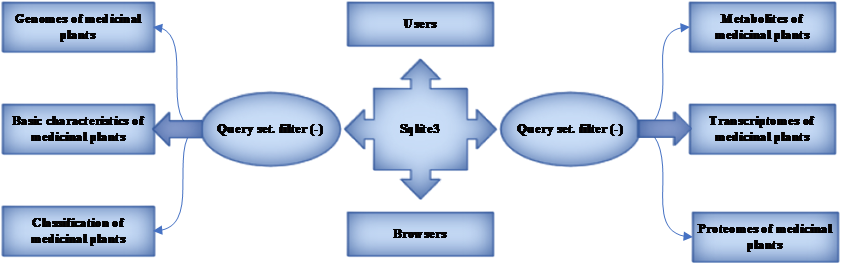 Genomes of medicinal
plants
Users
Metabolites of
medicinal plants
Basic characteristics of
medicinal plants
Query set. filter (-)
Sqlite3
Query set. filter (-)
Transcriptomes of
medicinal plants
Classification of
medicinal plants
Browsers
Proteomes of medicinal
plants